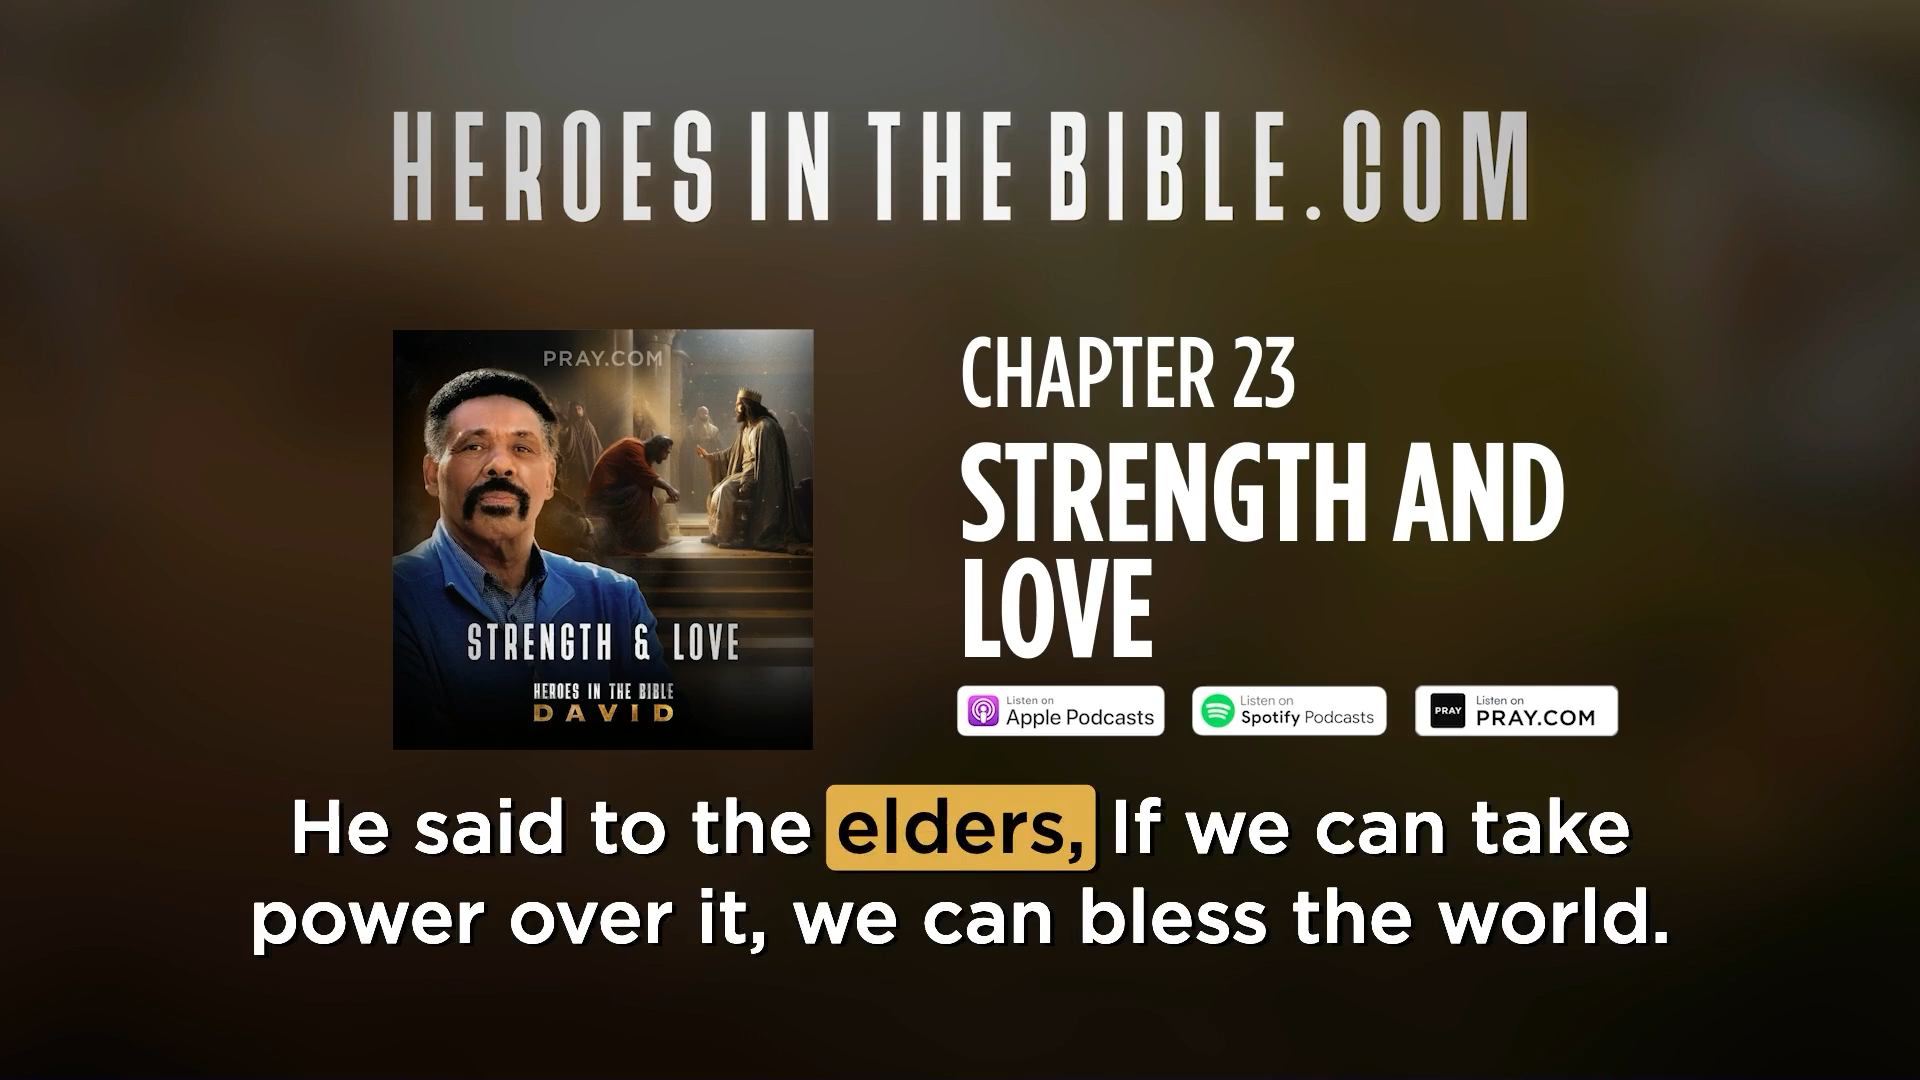 HEROES IN THE BIBLE.COM
PRAY.COM
STRENGTH & LOVE
HEROES IN THE BIBLE
DAVID
CHAPTER 23
STRENGTH AND
LOVE
Listen on
Apple Podcasts
Listen on
Spotify Podcasts
PRAY
Listen on
PRAY.COM
He said to the elders, If we can take
power over it, we can bless the world.